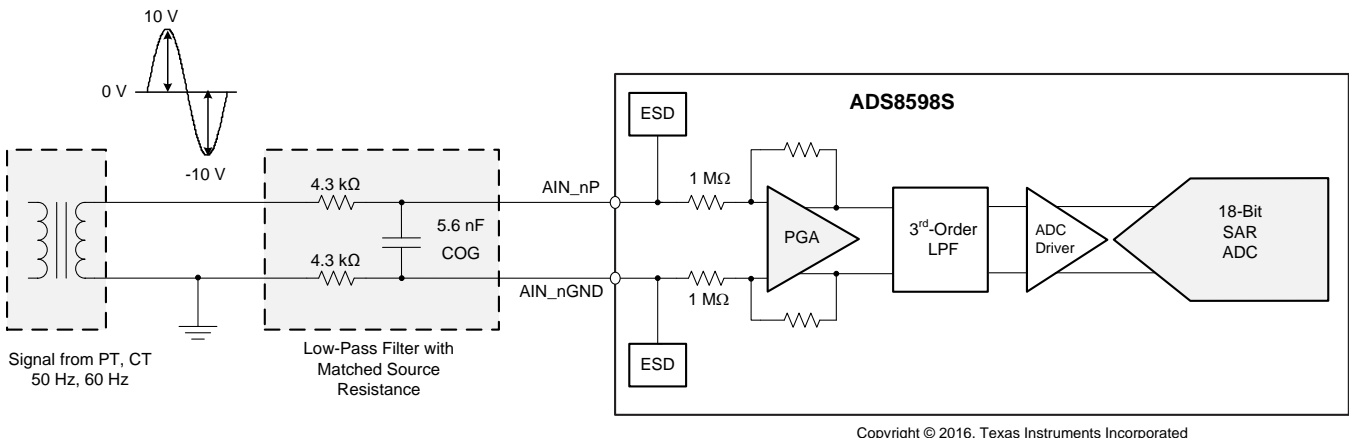 10 V
0 V
-10 V
ADS8598S
ESD
4.3 kΩ
AIN_nP
1 MΩ
5.6 nF
COG
PGA
3rd-Order
LPF
ADC
Driver
18-Bit
SAR
ADC
4.3 kΩ
AIN_nGND
1 MΩ
ESD
Signal from PT, CT
50 Hz, 60 Hz
Low-Pass Filter with
Matched Source
Resistance
Copyright © 2016, Texas Instruments Incorporated